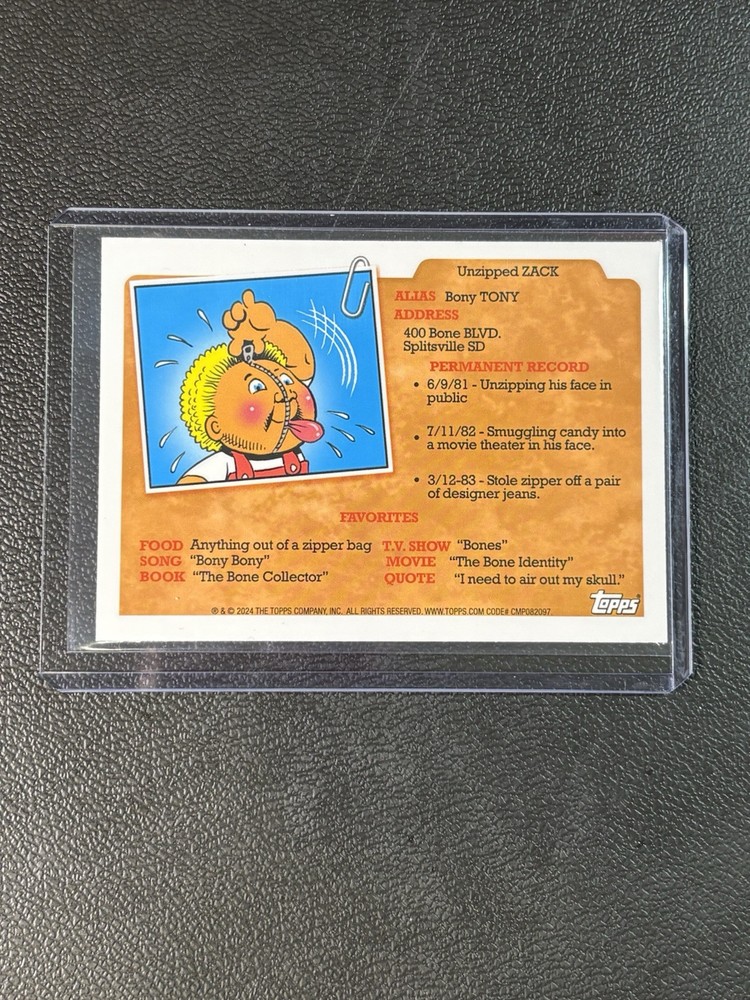 Unzipped ZACK
ALIAS Bony TONY
ADDRESS
400 Bone BLVD.
Splitsville SD
PERMANENT RECORD
• 6/9/81 - Unzipping his face in
public
• 7/11/82 - Smuggling candy into
a movie theater in his face.
• 3/12-83 - Stole zipper off a pair
of designer jeans.
FAVORITES
FOOD Anything out of a zipper bag
SONG "Bony Bony"
BOOK "The Bone Collector"
T.V. SHOW "Bones"
MOVIE "The Bone Identity"
QUOTE "I need to air out my skull."
® & © 2024 THE TOPPS COMPANY, INC. ALL RIGHTS RESERVED. WWW.TOPPS.COM CODE# CMP082097.
topps®